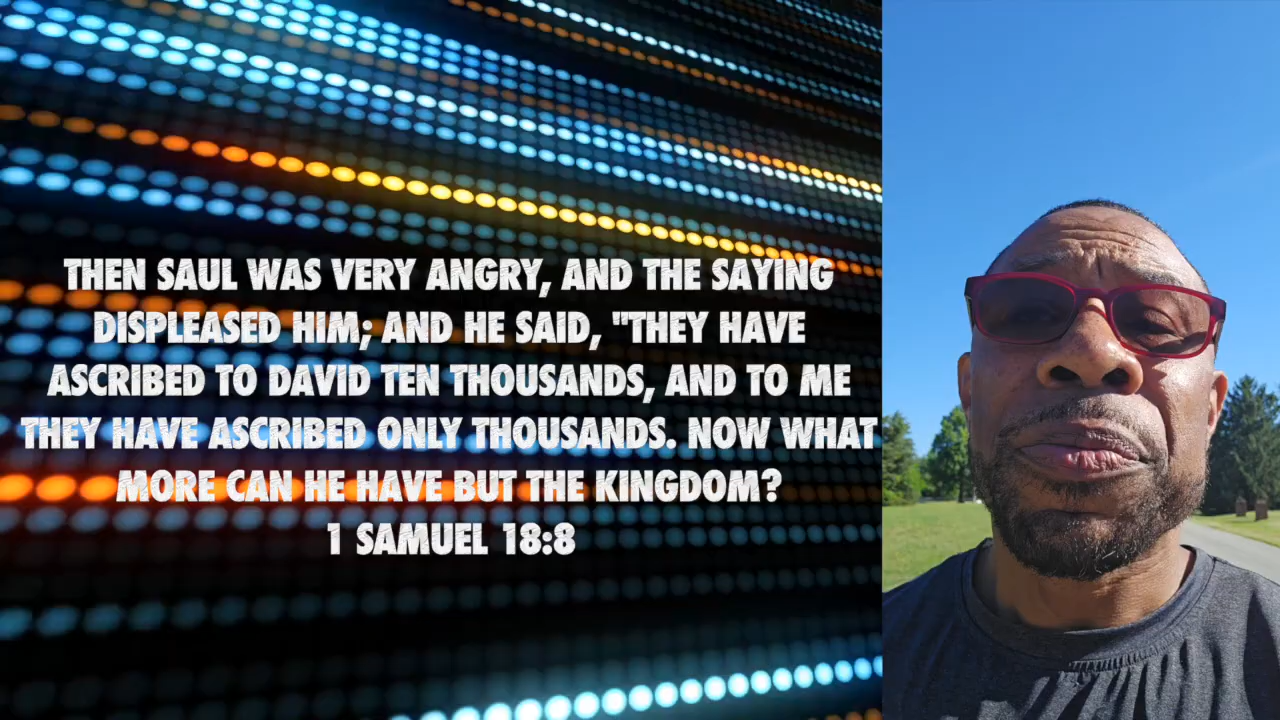 THEN SAUL WAS VERY ANGRY, AND THE SAYING
DISPLEASED HIM; AND HE SAID, "THEY HAVE
ASCRIBED TO DAVID TEN THOUSANDS, AND TO ME
THEY HAVE ASCRIBED ONLY THOUSANDS. NOW WHAT
MORE CAN HE HAVE BUT THE KINGDOM?
1 SAMUEL 18:8